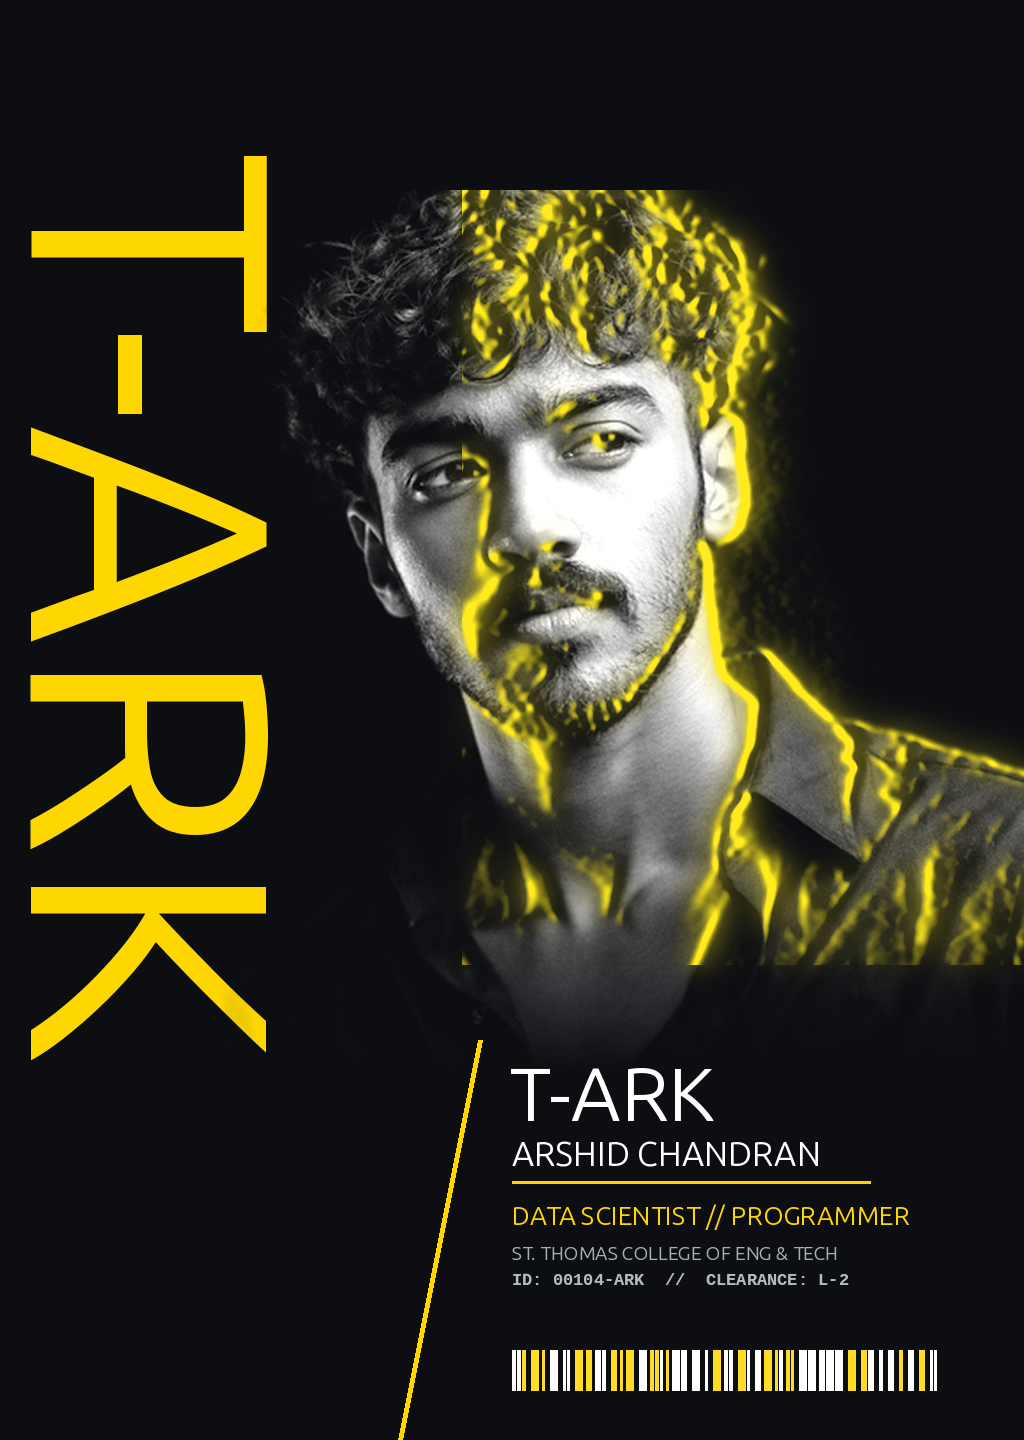 T-ARK
T-ARK
ARSHID CHANDRAN
DATA SCIENTIST // PROGRAMMER
ST. THOMAS COLLEGE OF ENG & TECH
ID: 00104-ARK // CLEARANCE: L-2